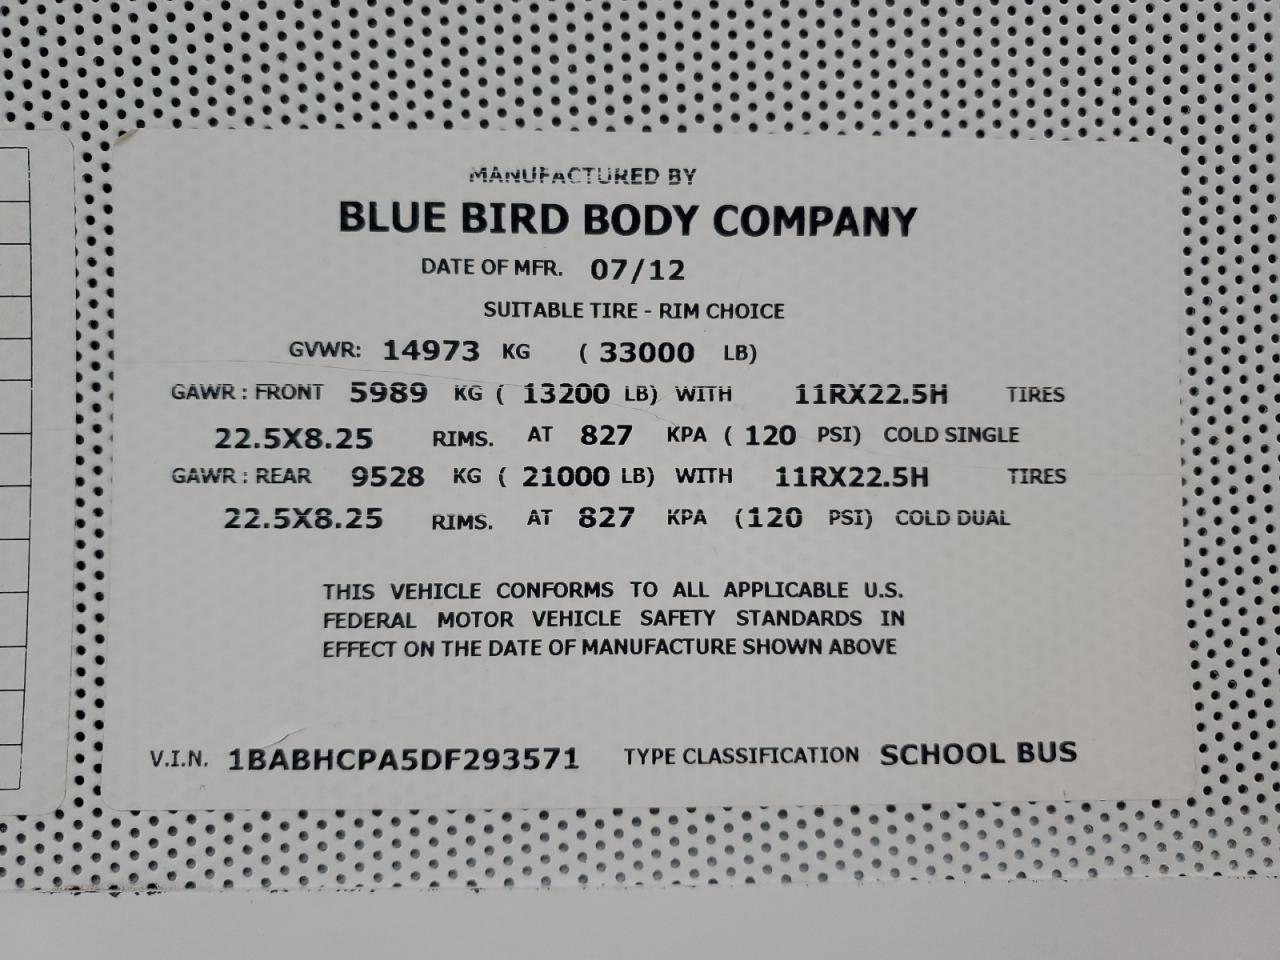 MANUFACTURED BY
BLUE BIRD BODY COMPANY
DATE OF MFR. 07/12
SUITABLE TIRE - RIM CHOICE
GVWR: 14973 KG ( 33000 LB)
GAWR : FRONT 5989 KG ( 13200 LB) WITH 11RX22.5H TIRES
22.5X8.25 RIMS. AT 827 KPA ( 120 PSI) COLD SINGLE
GAWR : REAR 9528 KG ( 21000 LB) WITH 11RX22.5H TIRES
22.5X8.25 RIMS. AT 827 KPA (120 PSI) COLD DUAL
THIS VEHICLE CONFORMS TO ALL APPLICABLE U.S.
FEDERAL MOTOR VEHICLE SAFETY STANDARDS IN
EFFECT ON THE DATE OF MANUFACTURE SHOWN ABOVE
V.I.N. 1BABHCPA5DF293571 TYPE CLASSIFICATION SCHOOL BUS